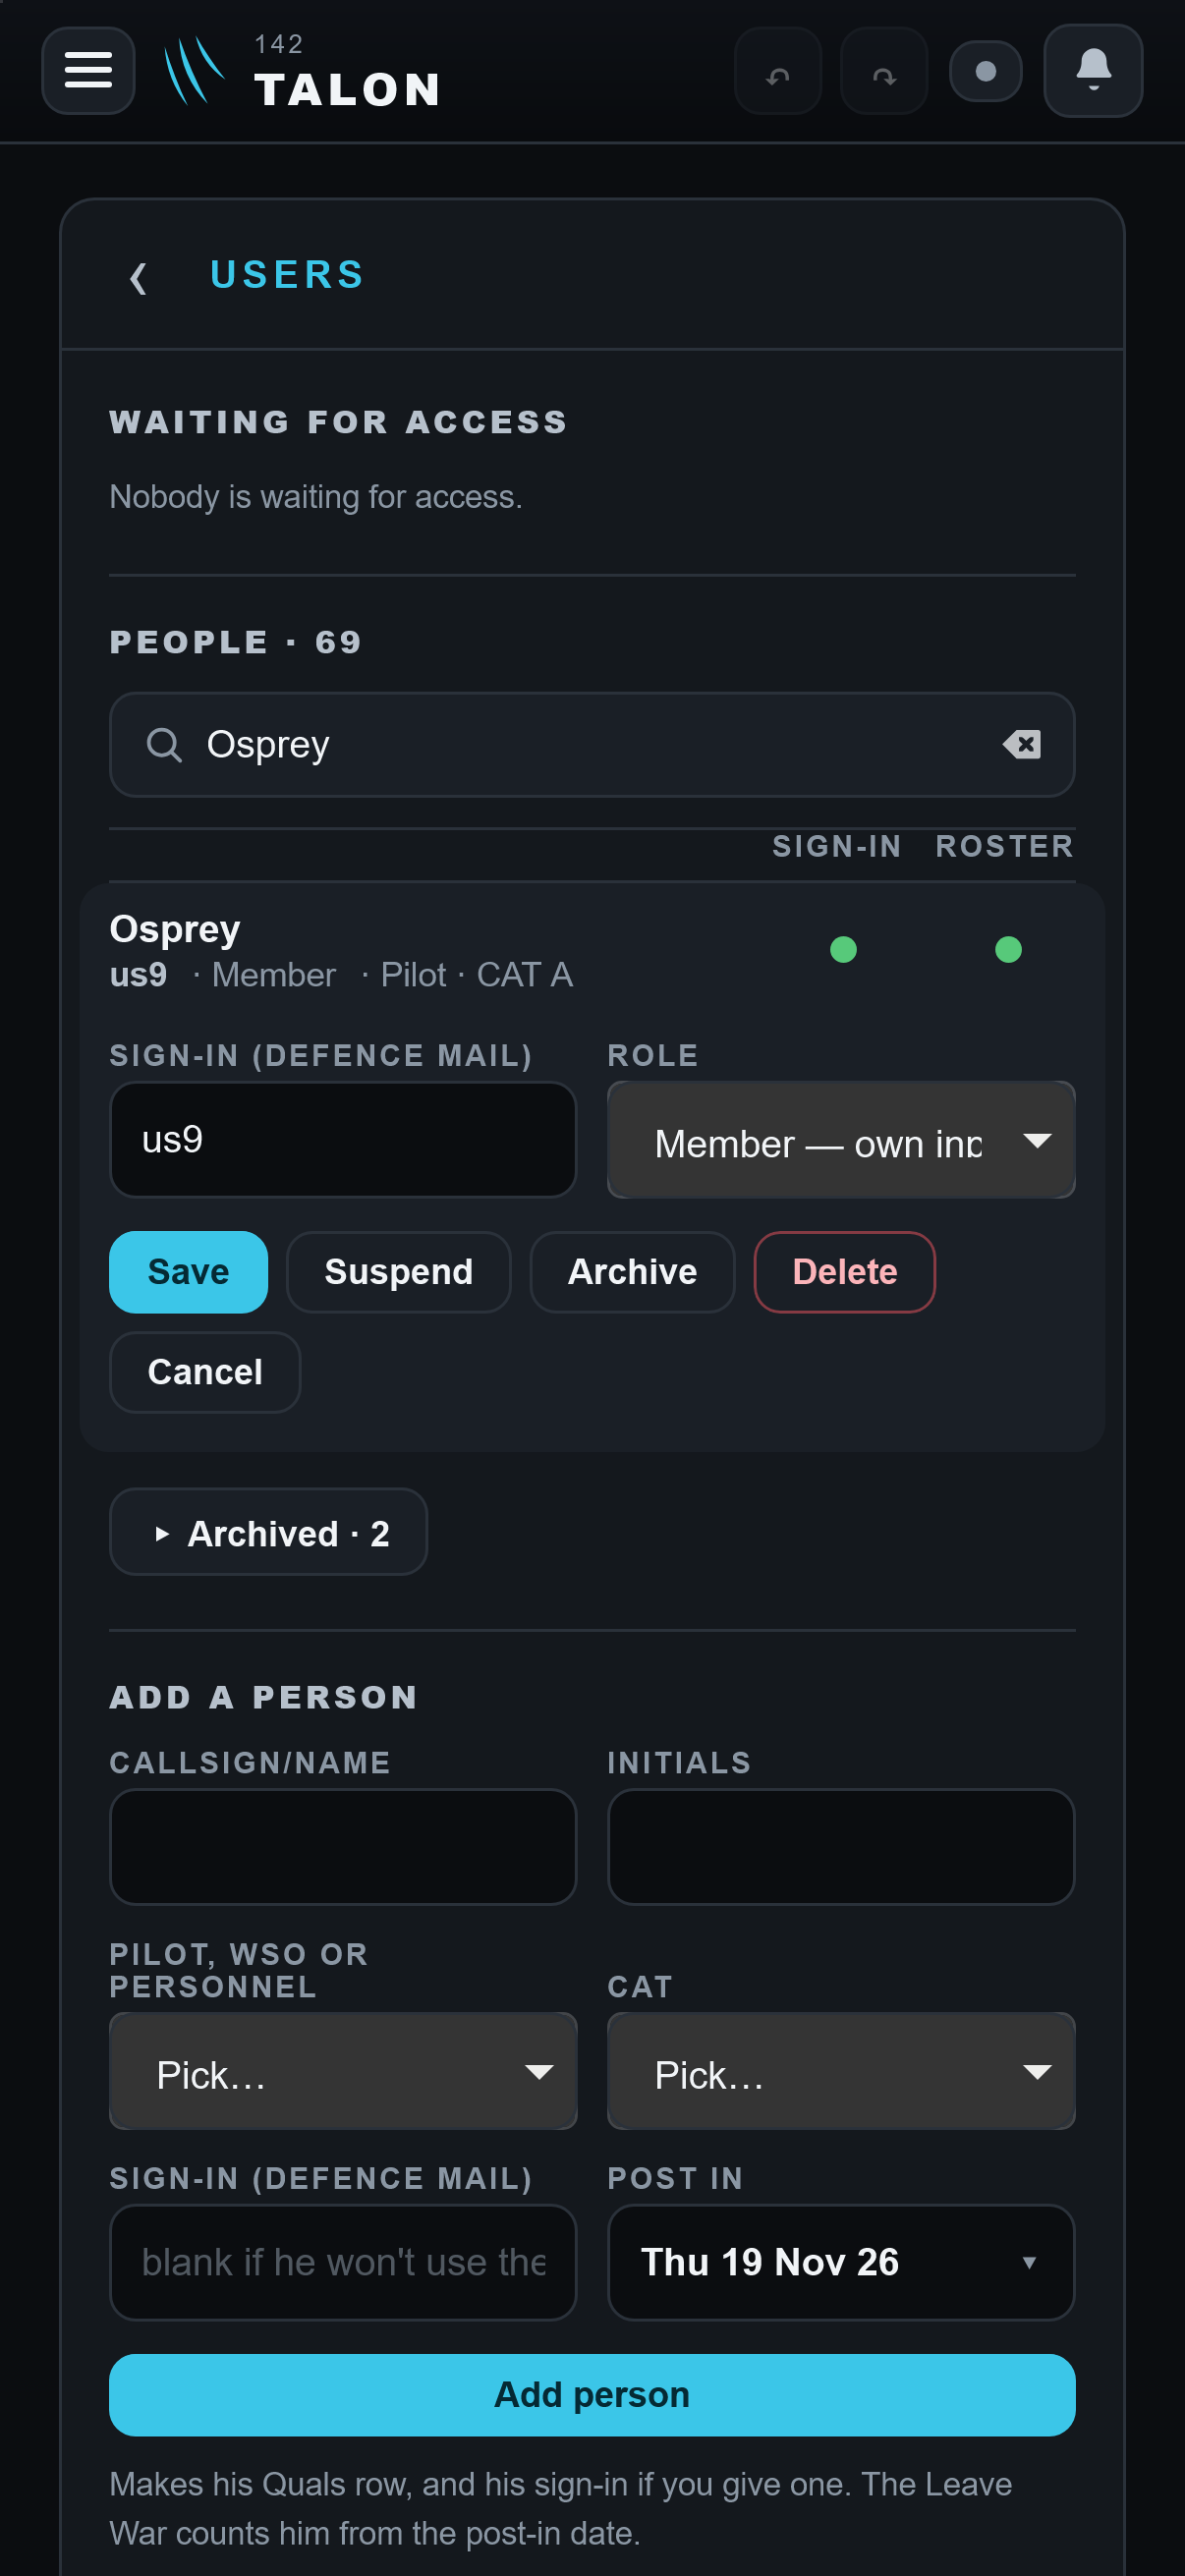 142
TALON
USERS
WAITING FOR ACCESS
Nobody is waiting for access.
PEOPLE · 69
Osprey
SIGN-IN ROSTER
Osprey
us9 · Member · Pilot · CAT A
SIGN-IN (DEFENCE MAIL) ROLE
us9 Member — own
Save Suspend Archive Delete
Cancel
Archived · 2
ADD A PERSON
CALLSIGN/NAME INITIALS
PILOT, WSO OR
PERSONNEL CAT
Pick… Pick…
SIGN-IN (DEFENCE MAIL) POST IN
blank if he won't use the Thu 19 Nov 26
Add person
Makes his Quals row, and his sign-in if you give one. The Leave
War counts him from the post-in date.